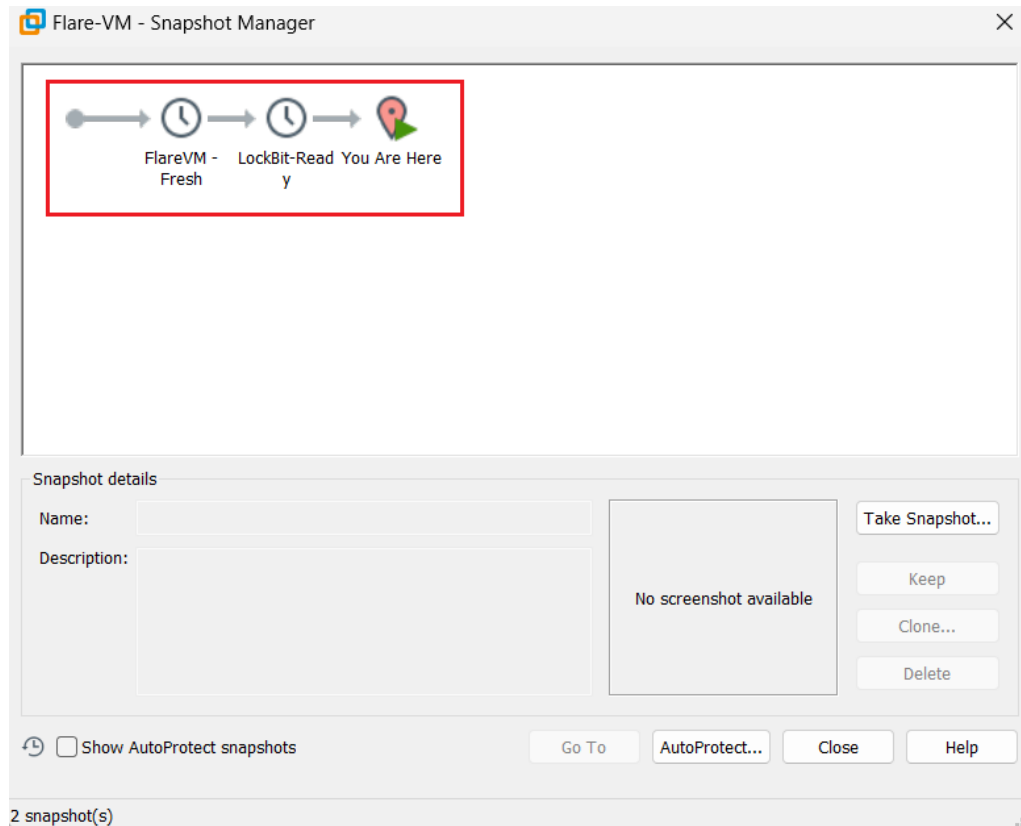 Flare-VM - Snapshot Manager
FlareVM -
Fresh
LockBit-Read
y
You Are Here
Snapshot details
Name:
Description:
No screenshot available
Take Snapshot...
Keep
Clone...
Delete
Show AutoProtect snapshots
Go To
AutoProtect...
Close
Help
2 snapshot(s)